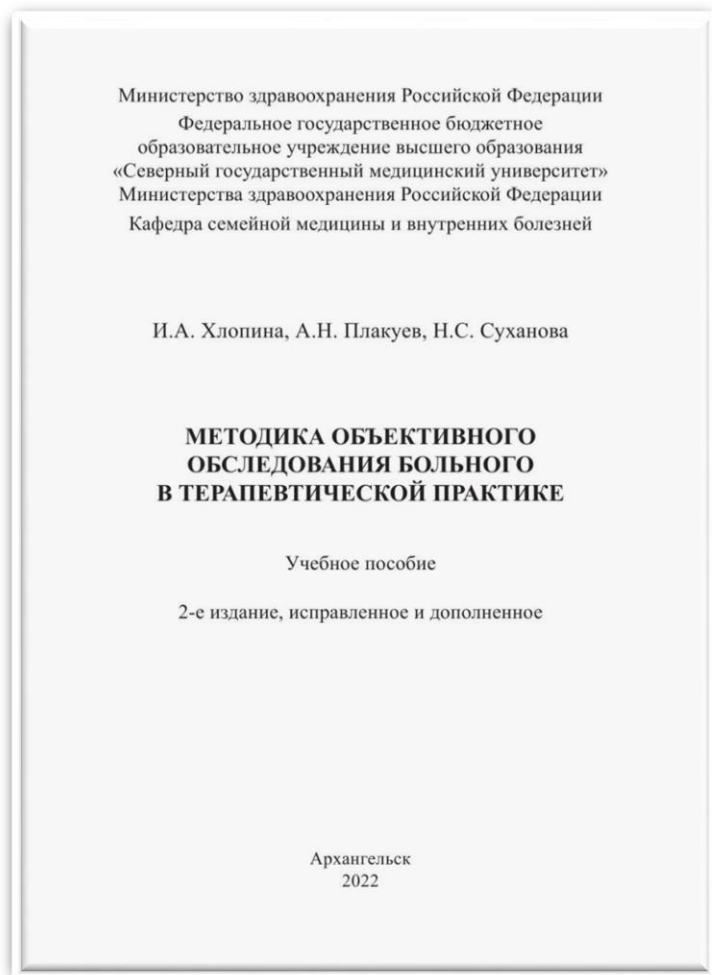 Министерство здравоохранения Российской Федерации
Федеральное государственное бюджетное
образовательное учреждение высшего образования
«Северный государственный медицинский университет»
Министерства здравоохранения Российской Федерации
Кафедра семейной медицины и внутренних болезней
И.А. Хлопина, А.Н. Плакуев, Н.С. Суханова
МЕТОДИКА ОБЪЕКТИВНОГО
ОБСЛЕДОВАНИЯ БОЛЬНОГО
В ТЕРАПЕВТИЧЕСКОЙ ПРАКТИКЕ
Учебное пособие
2-е издание, исправленное и дополненное
Архангельск
2022